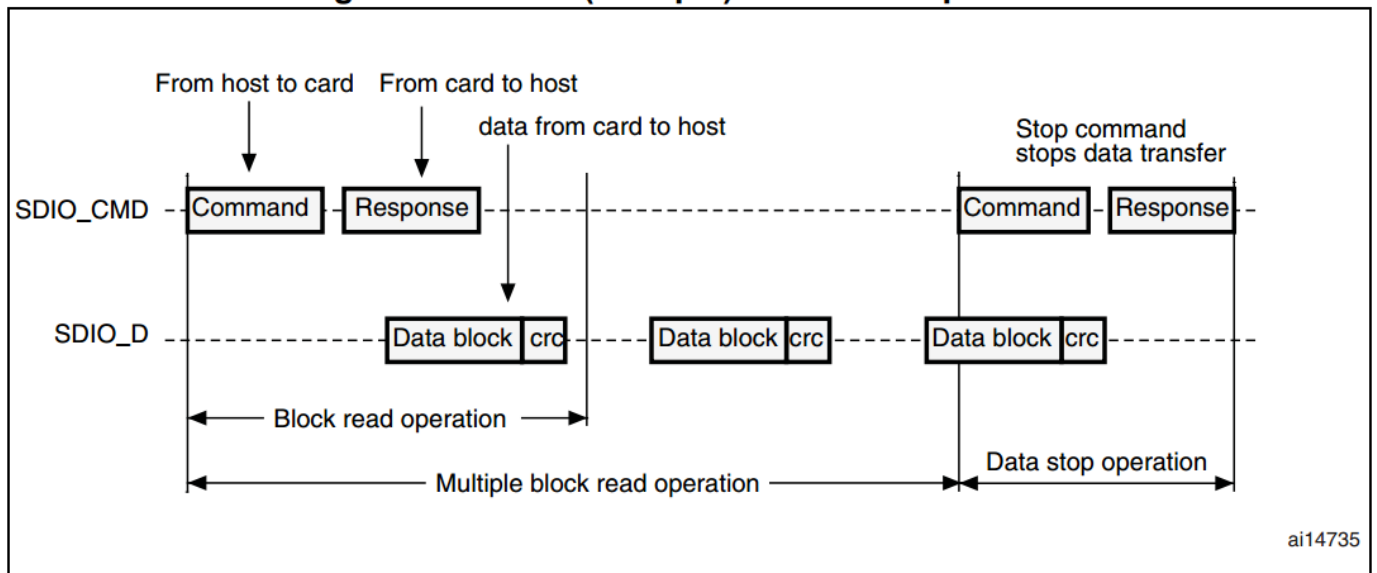 From host to card From card to host
data from card to host
Stop command
stops data transfer
SDIO_CMD Command Response Command Response
SDIO_D Data block crc Data block crc Data block crc
Block read operation
Data stop operation
Multiple block read operation
ai14735